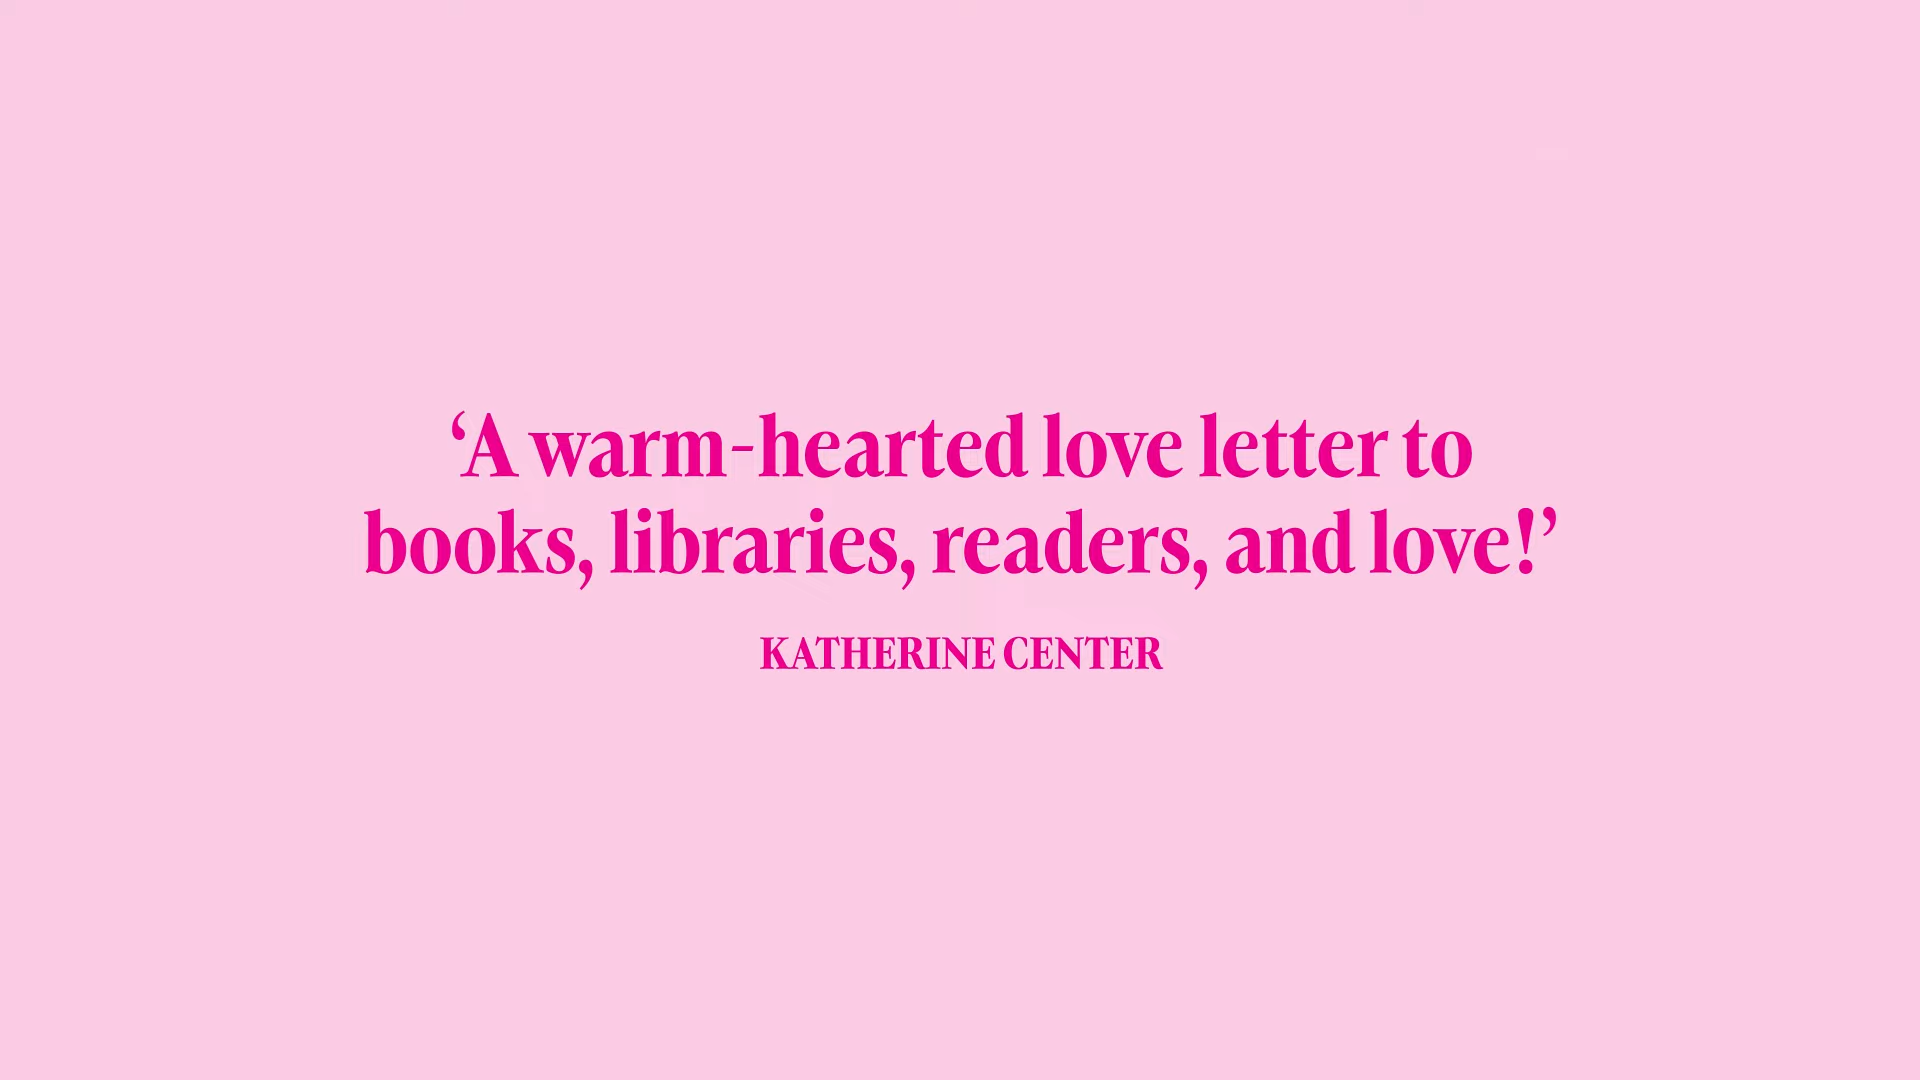 ‘A warm-hearted love letter to
books, libraries, readers, and love!’
KATHERINE CENTER